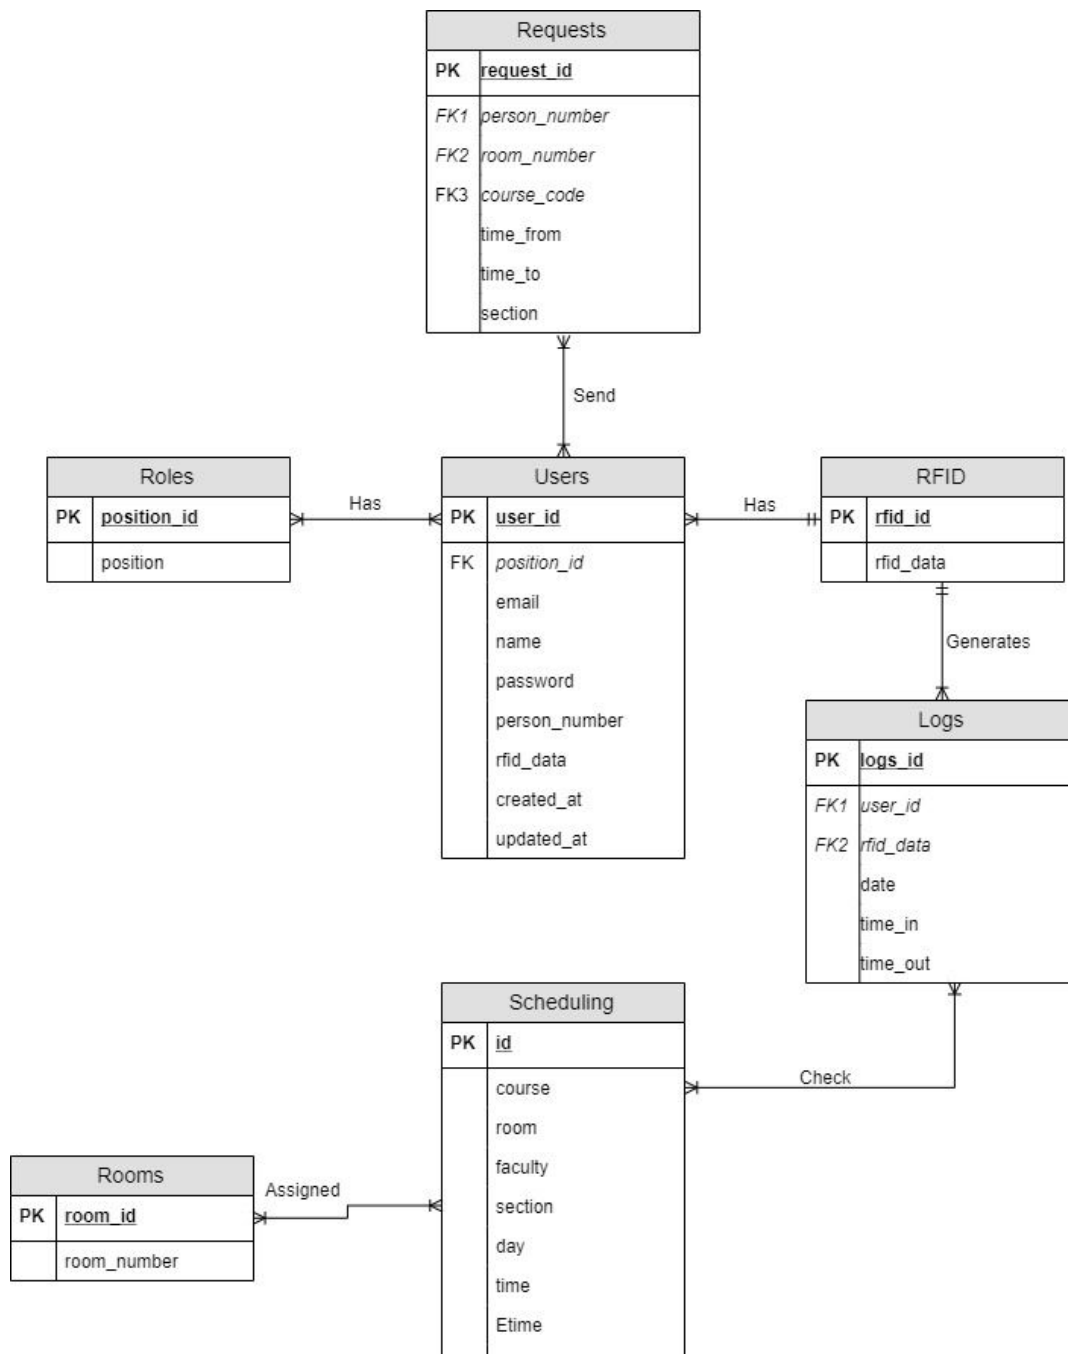 Requests
PK request_id
FK1 person_number
FK2 room_number
FK3 course_code
time_from
time_to
section
Send
Roles
PK position_id
position
Has
Users
PK user_id
FK position_id
email
name
password
person_number
rfid_data
created_at
updated_at
Has
RFID
PK rfid_id
rfid_data
Generates
Logs
PK logs_id
FK1 user_id
FK2 rfid_data
date
time_in
time_out
Check
Scheduling
PK id
course
room
faculty
section
day
time
Etime
Assigned
Rooms
PK room_id
room_number